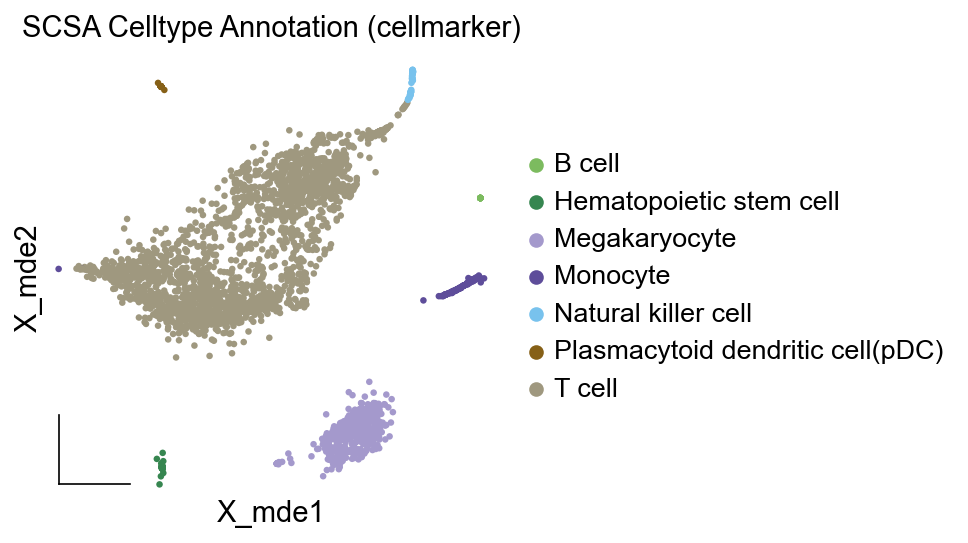 SCSA Celltype Annotation (cellmarker)
B cell
Hematopoietic stem cell
Megakaryocyte
Monocyte
Natural killer cell
Plasmacytoid dendritic cell(pDC)
T cell
X_mde2
X_mde1